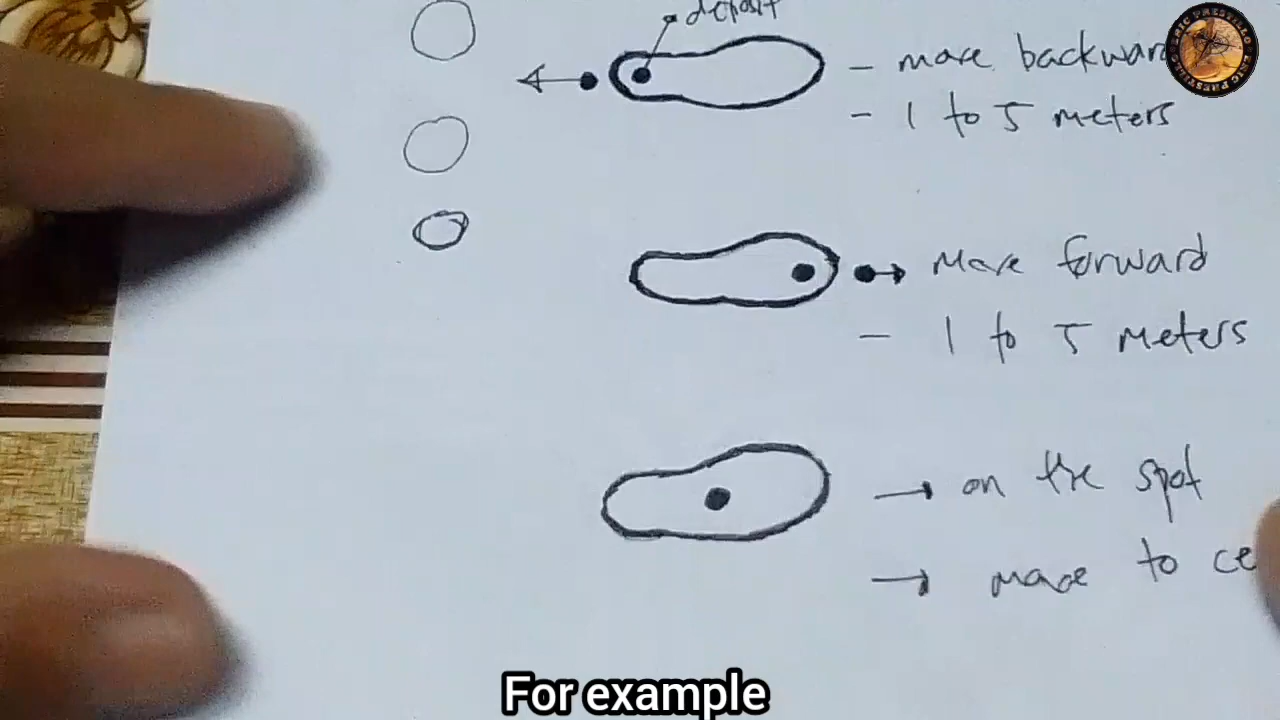 deposit
- move backward
- 1 to 5 meters
move forward
- 1 to 5 meters
→ on the spot
→ move to ce
For example